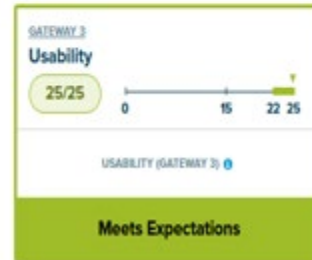 GATEWAY 3
Usability
25/25
0 15 22 25
USABILITY (GATEWAY 3)
Meets Expectations